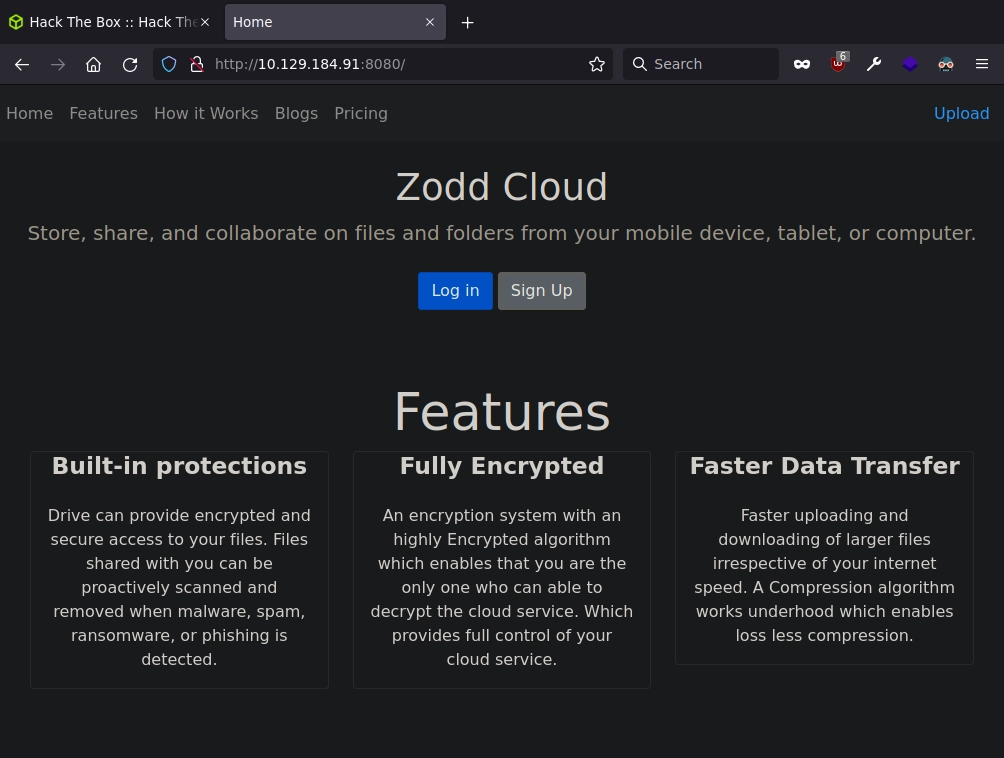 Hack The Box :: Hack The
Home
http://10.129.184.91:8080/
Search
6
Home Features How it Works Blogs Pricing Upload
Zodd Cloud
Store, share, and collaborate on files and folders from your mobile device, tablet, or computer.
Log in Sign Up
Features
Built-in protections
Drive can provide encrypted and
secure access to your files. Files
shared with you can be
proactively scanned and
removed when malware, spam,
ransomware, or phishing is
detected.
Fully Encrypted
An encryption system with an
highly Encrypted algorithm
which enables that you are the
only one who can able to
decrypt the cloud service. Which
provides full control of your
cloud service.
Faster Data Transfer
Faster uploading and
downloading of larger files
irrespective of your internet
speed. A Compression algorithm
works underhood which enables
loss less compression.